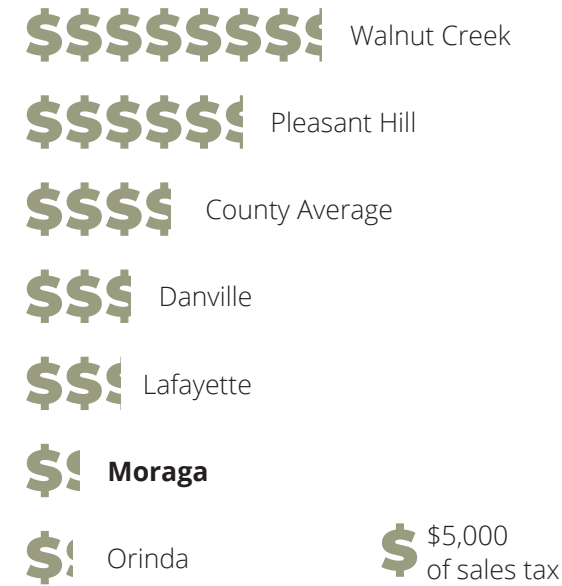 $$$$$$$$ Walnut Creek
$$$$$$ Pleasant Hill
$$$$ County Average
$$$ Danville
$$$ Lafayette
$$ Moraga
$$ Orinda
$ $5,000
of sales tax